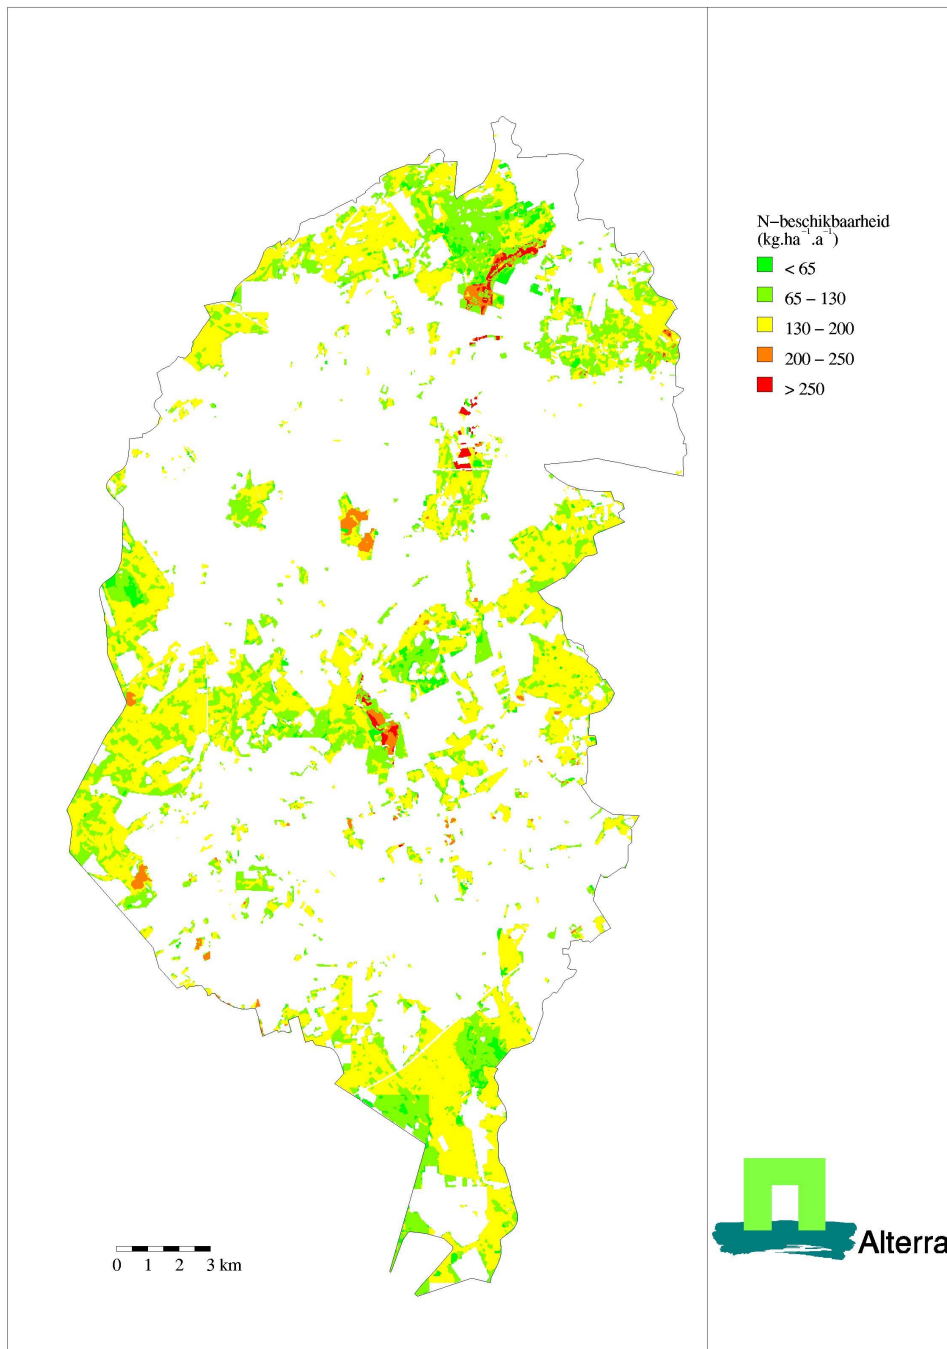 N–beschikbaarheid
(kg.ha⁻¹.a⁻¹)
< 65
65 – 130
130 – 200
200 – 250
> 250
0 1 2 3 km
Alterra